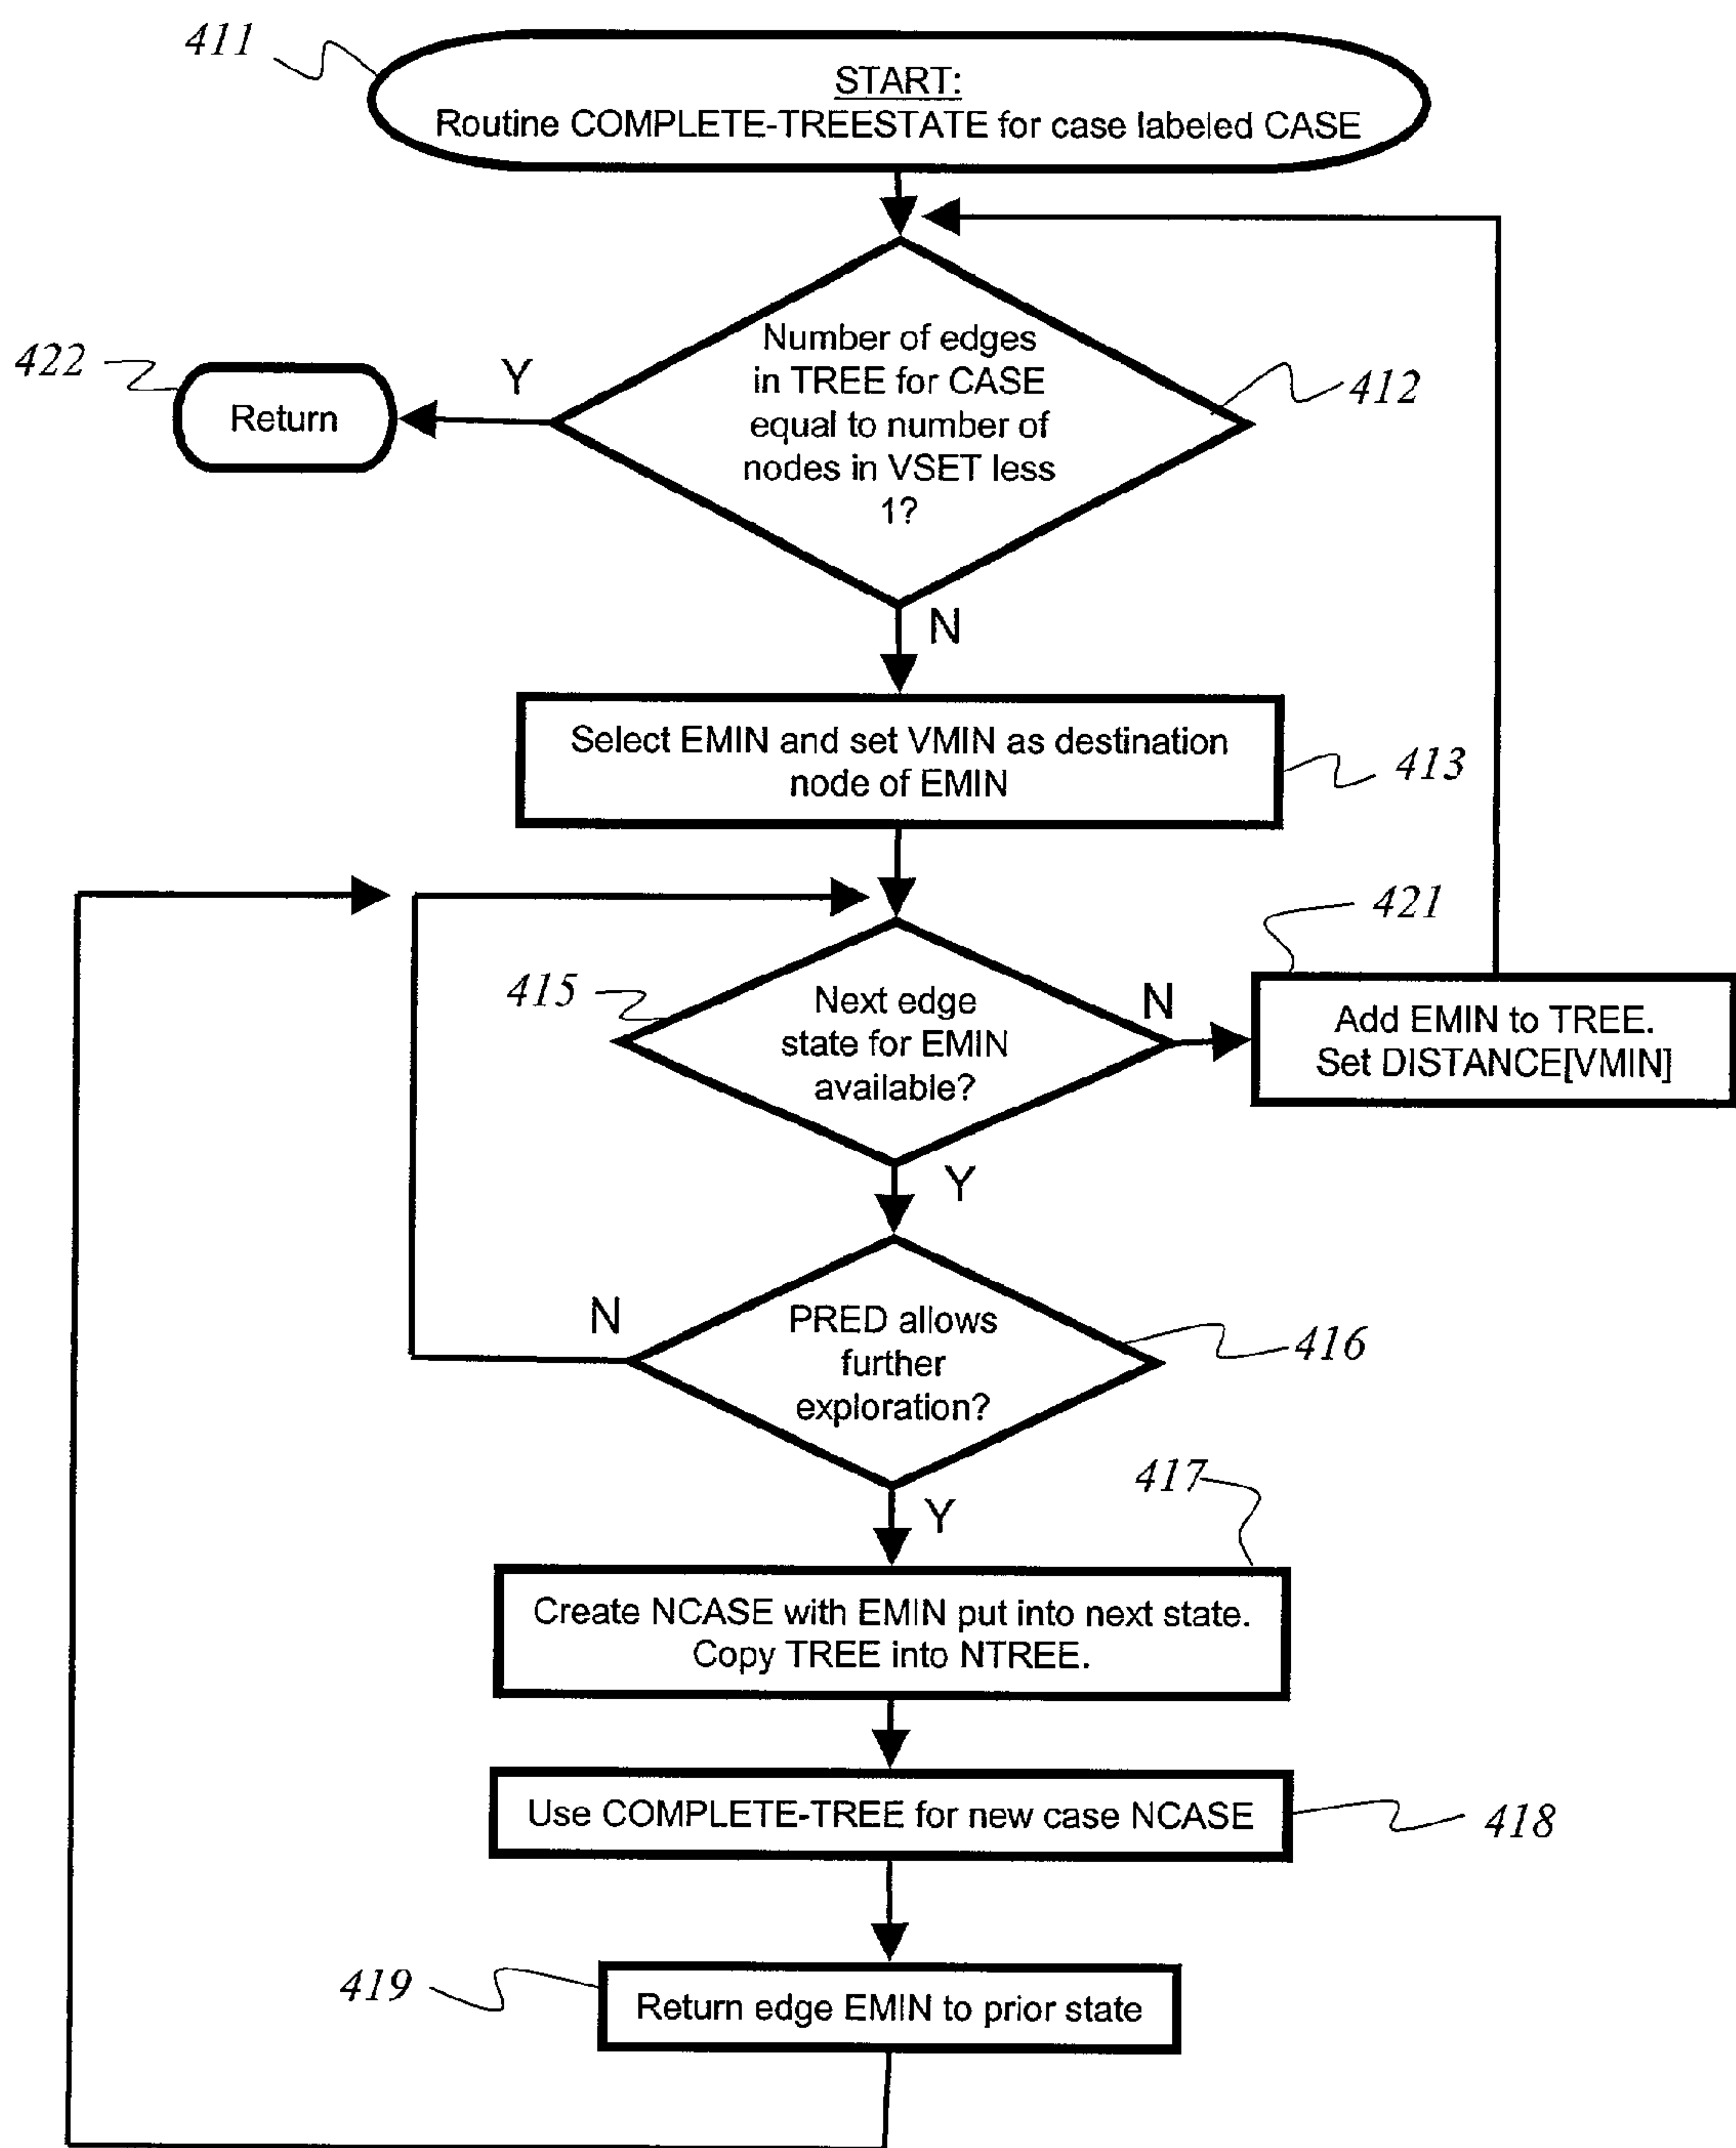 411
START:
Routine COMPLETE-TREESTATE for case labeled CASE
422
Return
Y
Number of edges
in TREE for CASE
equal to number of
nodes in VSET less
1?
412
N
Select EMIN and set VMIN as destination
node of EMIN
413
421
415
Next edge
state for EMIN
available?
N
Add EMIN to TREE.
Set DISTANCE[VMIN]
Y
N
PRED allows
further
exploration?
416
417
Y
Create NCASE with EMIN put into next state.
Copy TREE into NTREE.
Use COMPLETE-TREE for new case NCASE
418
419
Return edge EMIN to prior state